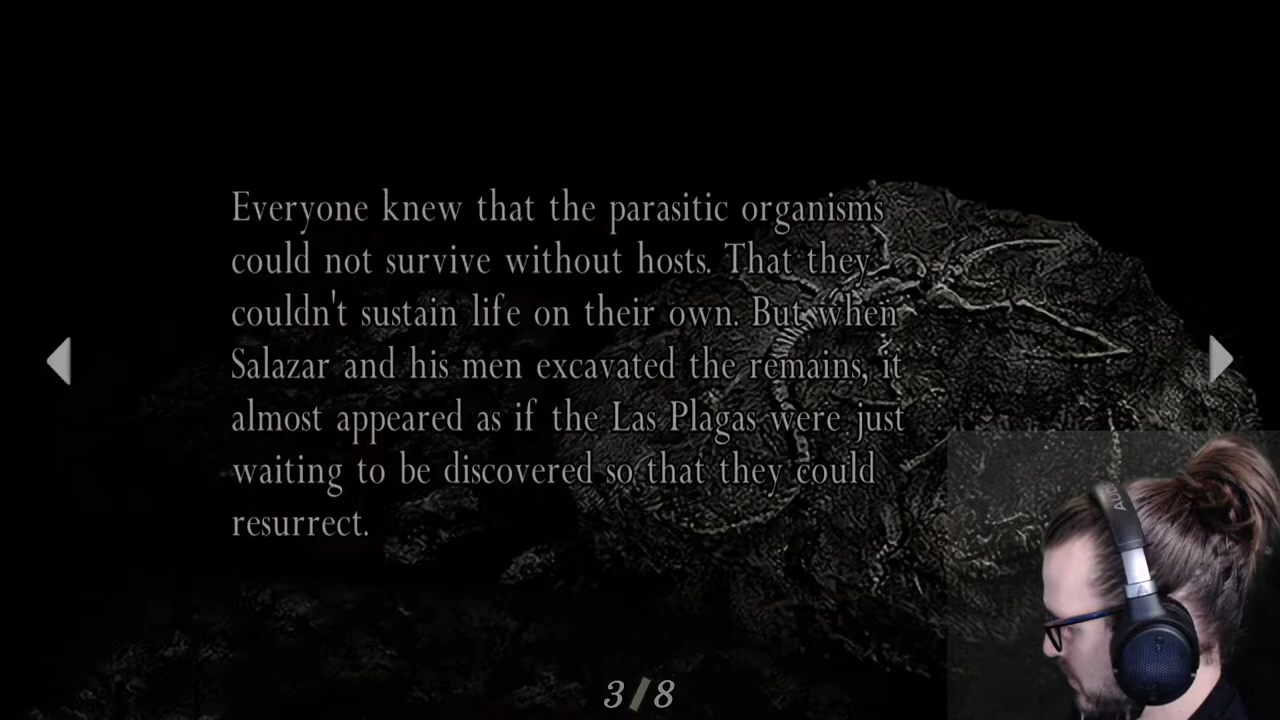 Everyone knew that the parasitic organisms
could not survive without hosts. That they
couldn't sustain life on their own. But when
Salazar and his men excavated the remains, it
almost appeared as if the Las Plagas were just
waiting to be discovered so that they could
resurrect.
3/8